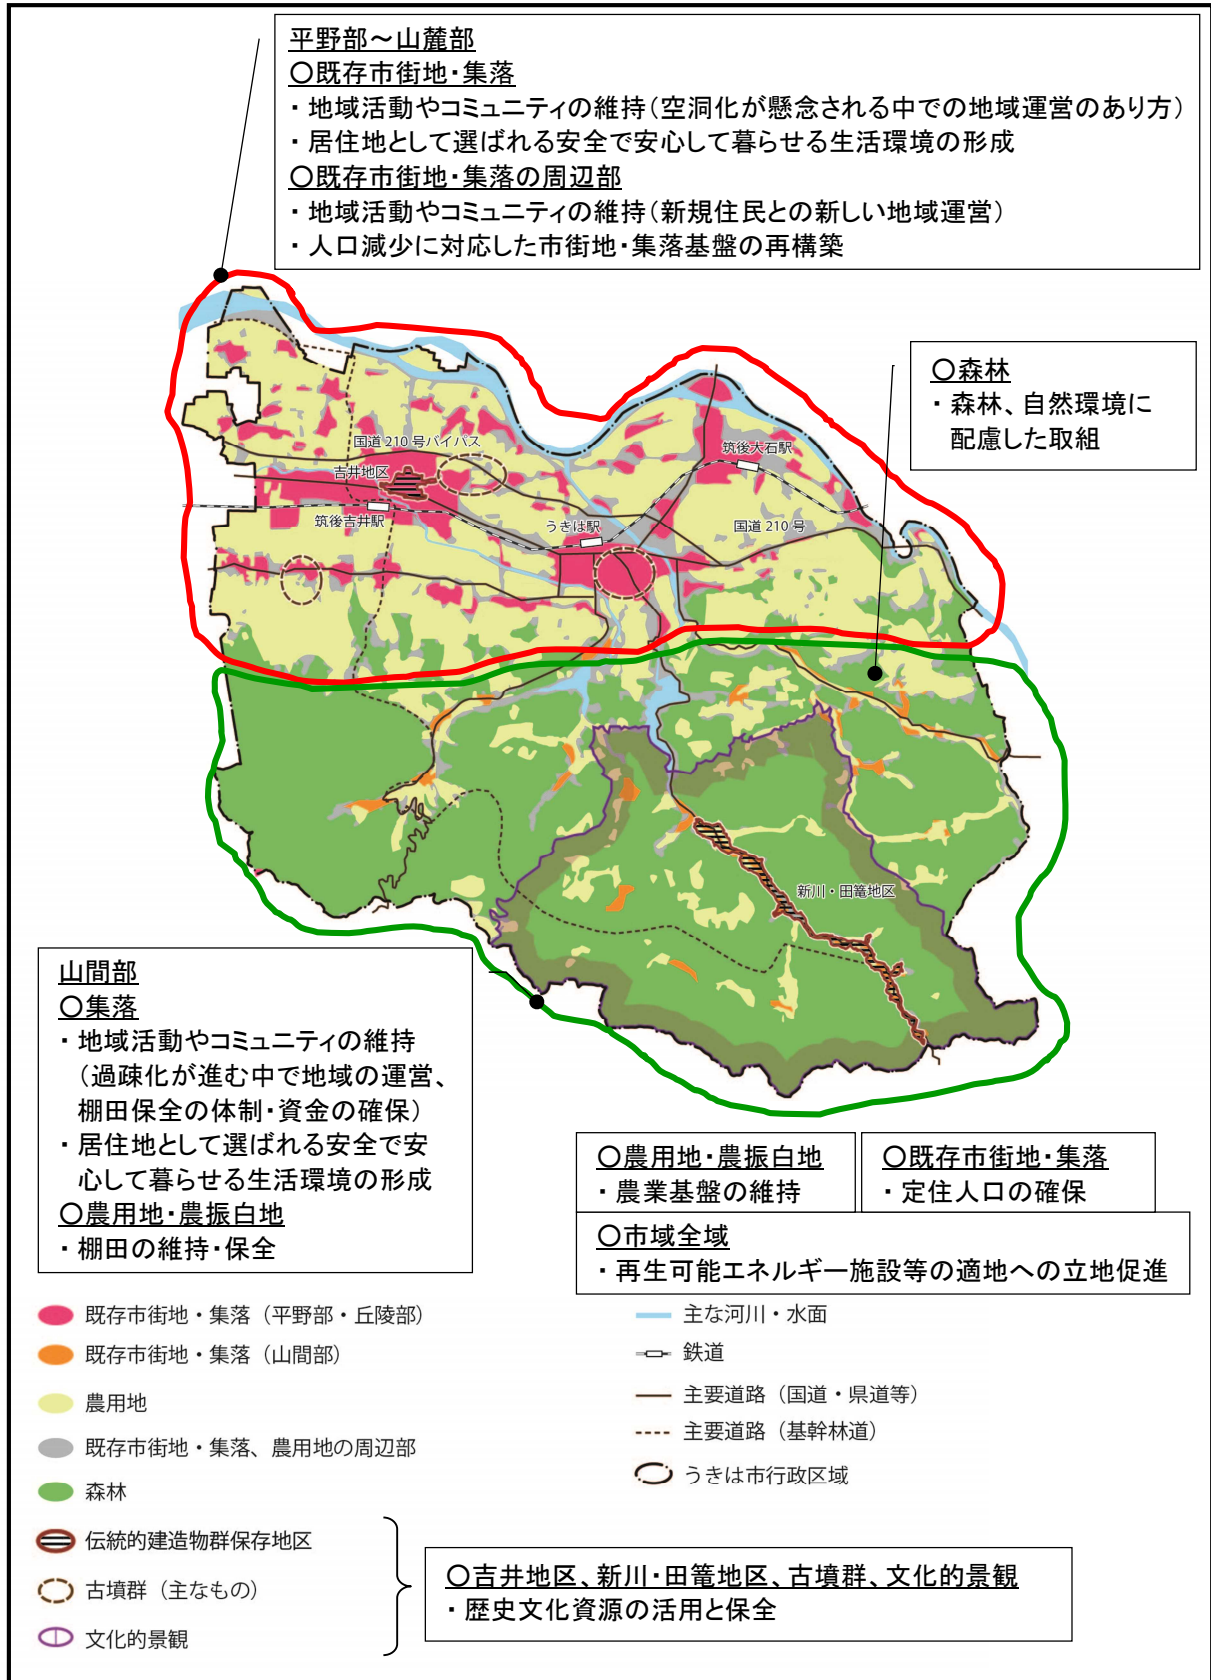 平野部～山麓部
○既存市街地・集落
・地域活動やコミュニティの維持（空洞化が懸念される中での地域運営のあり方）
・居住地として選ばれる安全で安心して暮らせる生活環境の形成
○既存市街地・集落の周辺部
・地域活動やコミュニティの維持（新規住民との新しい地域運営）
・人口減少に対応した市街地・集落基盤の再構築
○森林
・森林、自然環境に
配慮した取組
国道210号バイパス
吉井地区
筑後大石駅
筑後吉井駅
うきは駅
国道210号
新川・田篭地区
山間部
○集落
・地域活動やコミュニティの維持
（過疎化が進む中で地域の運営、
棚田保全の体制・資金の確保）
・居住地として選ばれる安全で安
心して暮らせる生活環境の形成
○農用地・農振白地
・棚田の維持・保全
○農用地・農振白地
・農業基盤の維持
○既存市街地・集落
・定住人口の確保
○市域全域
・再生可能エネルギー施設等の適地への立地促進
既存市街地・集落（平野部・丘陵部）
既存市街地・集落（山間部）
農用地
既存市街地・集落、農用地の周辺部
森林
伝統的建造物群保存地区
古墳群（主なもの）
文化的景観
主な河川・水面
鉄道
主要道路（国道・県道等）
主要道路（基幹林道）
うきは市行政区域
○吉井地区、新川・田篭地区、古墳群、文化的景観
・歴史文化資源の活用と保全